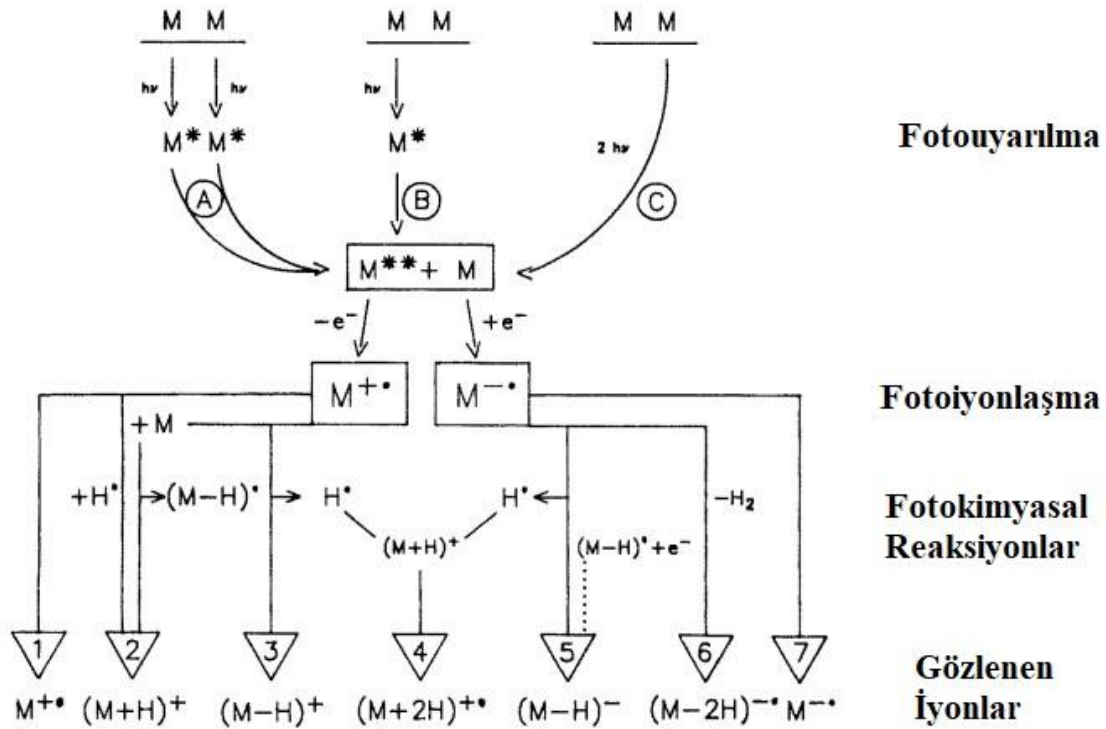 M M M M M M
hν hν hν
M* M* M* 2 hν Fotouyarılma
A B C
M** + M
−e⁻ +e⁻
M⁺• M⁻• Fotoiyonlaşma
+ M
+H• (M−H)• H• H• −H₂ Fotokimyasal
(M+H)⁺ (M−H)•+e⁻ Reaksiyonlar
1 2 3 4 5 6 7
M⁺• (M+H)⁺ (M−H)⁺ (M+2H)⁺• (M−H)⁻ (M−2H)⁻• M⁻• Gözlenen
İyonlar